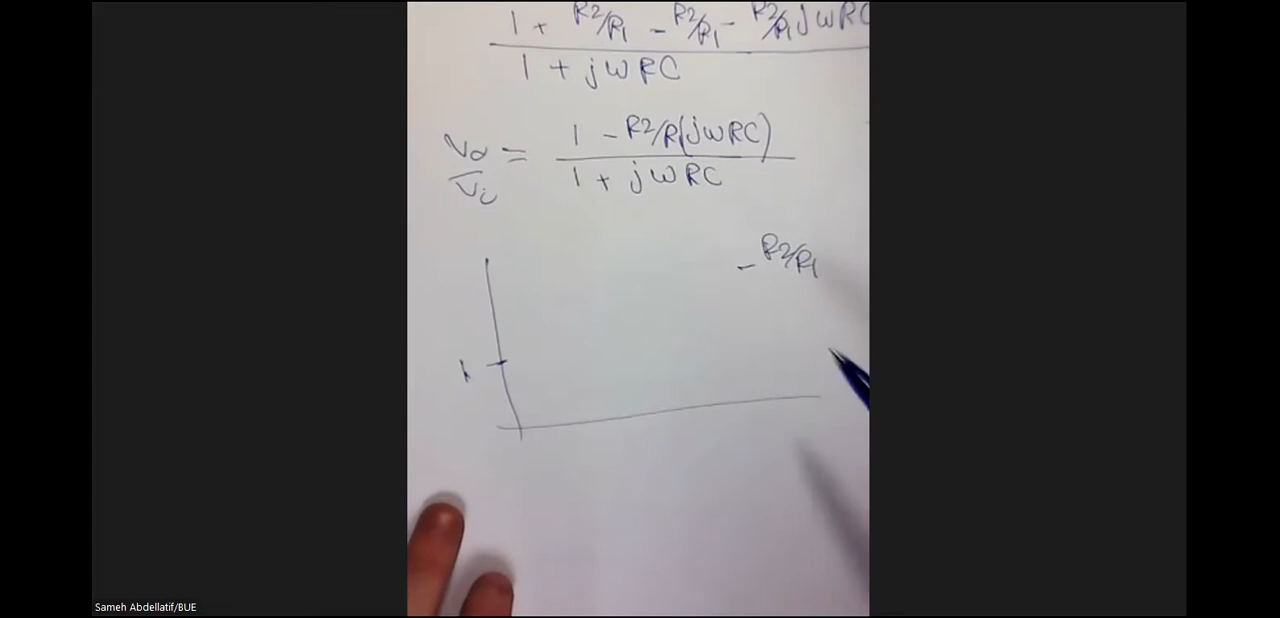 1 + R2/R1 - R2/R1 - R2/R1 jωRC
1 + jωRC
Vo/Vi = 1 - R2/R1(jωRC)
1 + jωRC
- R2/R1
1
Sameh Abdellatif/BUE